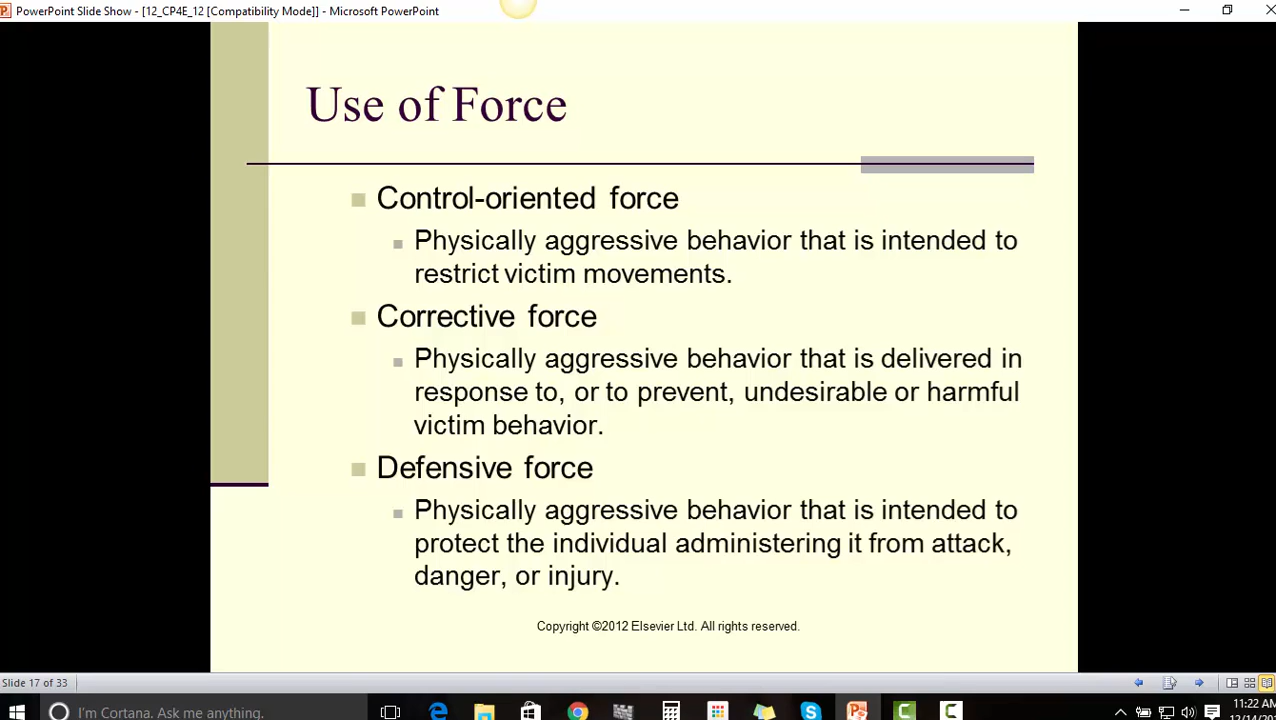 PowerPoint Slide Show - [12_CP4E_12 [Compatibility Mode]] - Microsoft PowerPoint
Use of Force
Control-oriented force
Physically aggressive behavior that is intended to
restrict victim movements.
Corrective force
Physically aggressive behavior that is delivered in
response to, or to prevent, undesirable or harmful
victim behavior.
Defensive force
Physically aggressive behavior that is intended to
protect the individual administering it from attack,
danger, or injury.
Copyright ©2012 Elsevier Ltd. All rights reserved.
Slide 17 of 33
I'm Cortana. Ask me anything.
11:22 AM